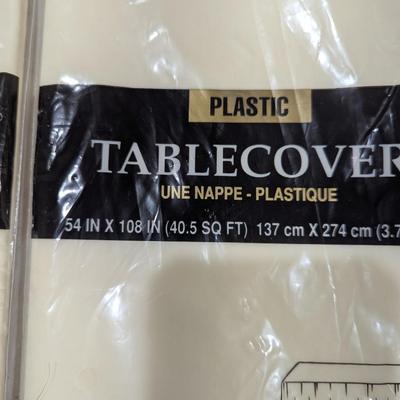 PLASTIC
TABLECOVER
UNE NAPPE - PLASTIQUE
54 IN X 108 IN (40.5 SQ FT) 137 cm X 274 cm (3.7